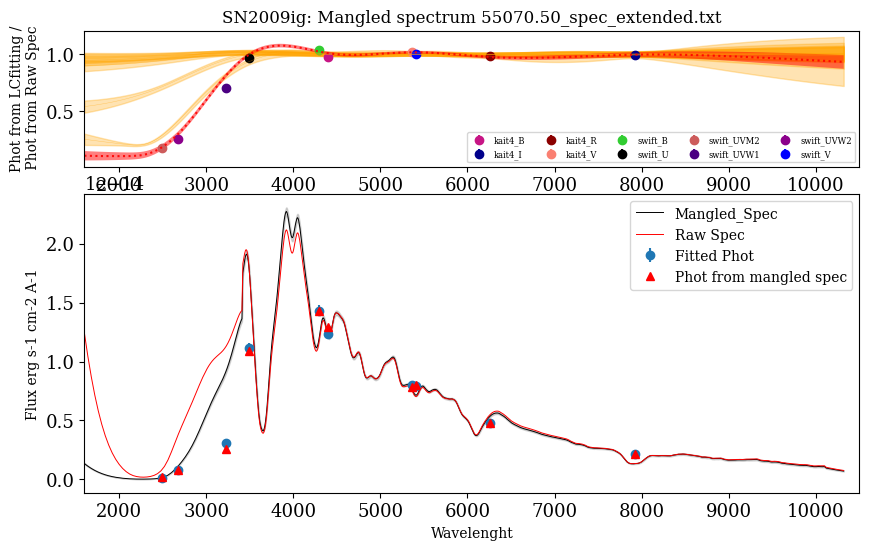 SN2009ig: Mangled spectrum 55070.50_spec_extended.txt
Phot from LCfitting /
Phot from Raw Spec
1.0
0.5
kait4_B kait4_R swift_B swift_UVM2 swift_UVW2
kait4_I kait4_V swift_U swift_UVW1 swift_V
2000 3000 4000 5000 6000 7000 8000 9000 10000
1e−14
Flux erg s-1 cm-2 A-1
2.0
1.5
1.0
0.5
0.0
Mangled_Spec
Raw Spec
Fitted Phot
Phot from mangled spec
2000 3000 4000 5000 6000 7000 8000 9000 10000
Wavelenght